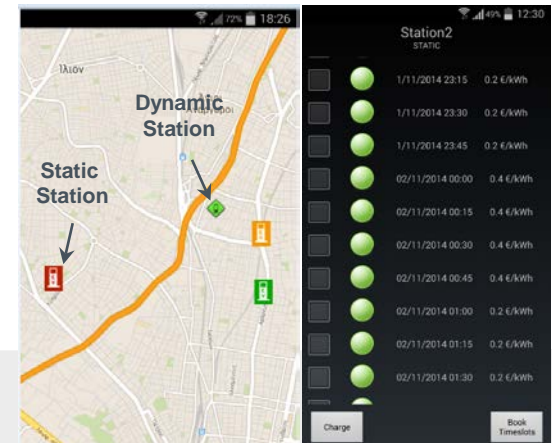 72% 18:26
Ίλιον
Ανάργυροι
Dynamic
Station
Static
Station
49% 12:30
Station2
STATIC
1/11/2014 23:15 0.2 €/kWh
1/11/2014 23:30 0.2 €/kWh
1/11/2014 23:45 0.2 €/kWh
02/11/2014 00:00 0.4 €/kWh
02/11/2014 00:15 0.4 €/kWh
02/11/2014 00:30 0.4 €/kWh
02/11/2014 00:45 0.4 €/kWh
02/11/2014 01:00 0.2 €/kWh
02/11/2014 01:15 0.2 €/kWh
02/11/2014 01:30 0.2 €/kWh
Charge
Book
Timeslots